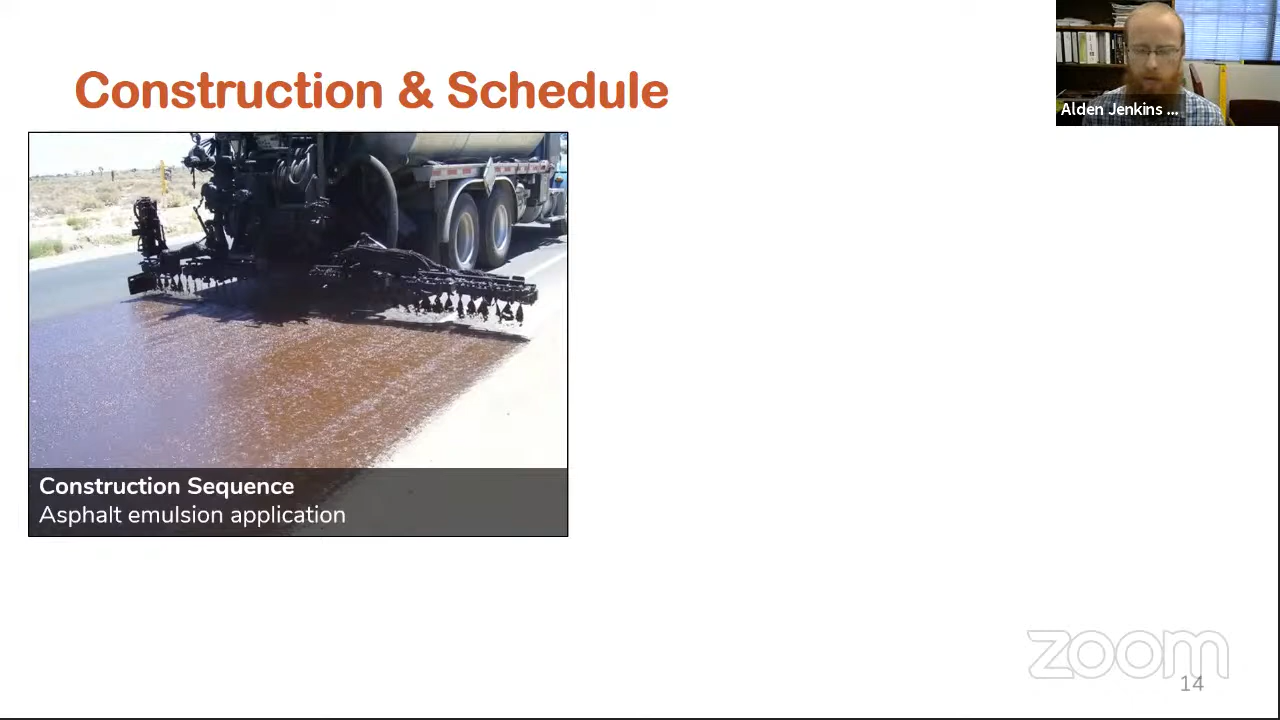 Construction & Schedule
Alden Jenkins ...
Construction Sequence
Asphalt emulsion application
zoom
14